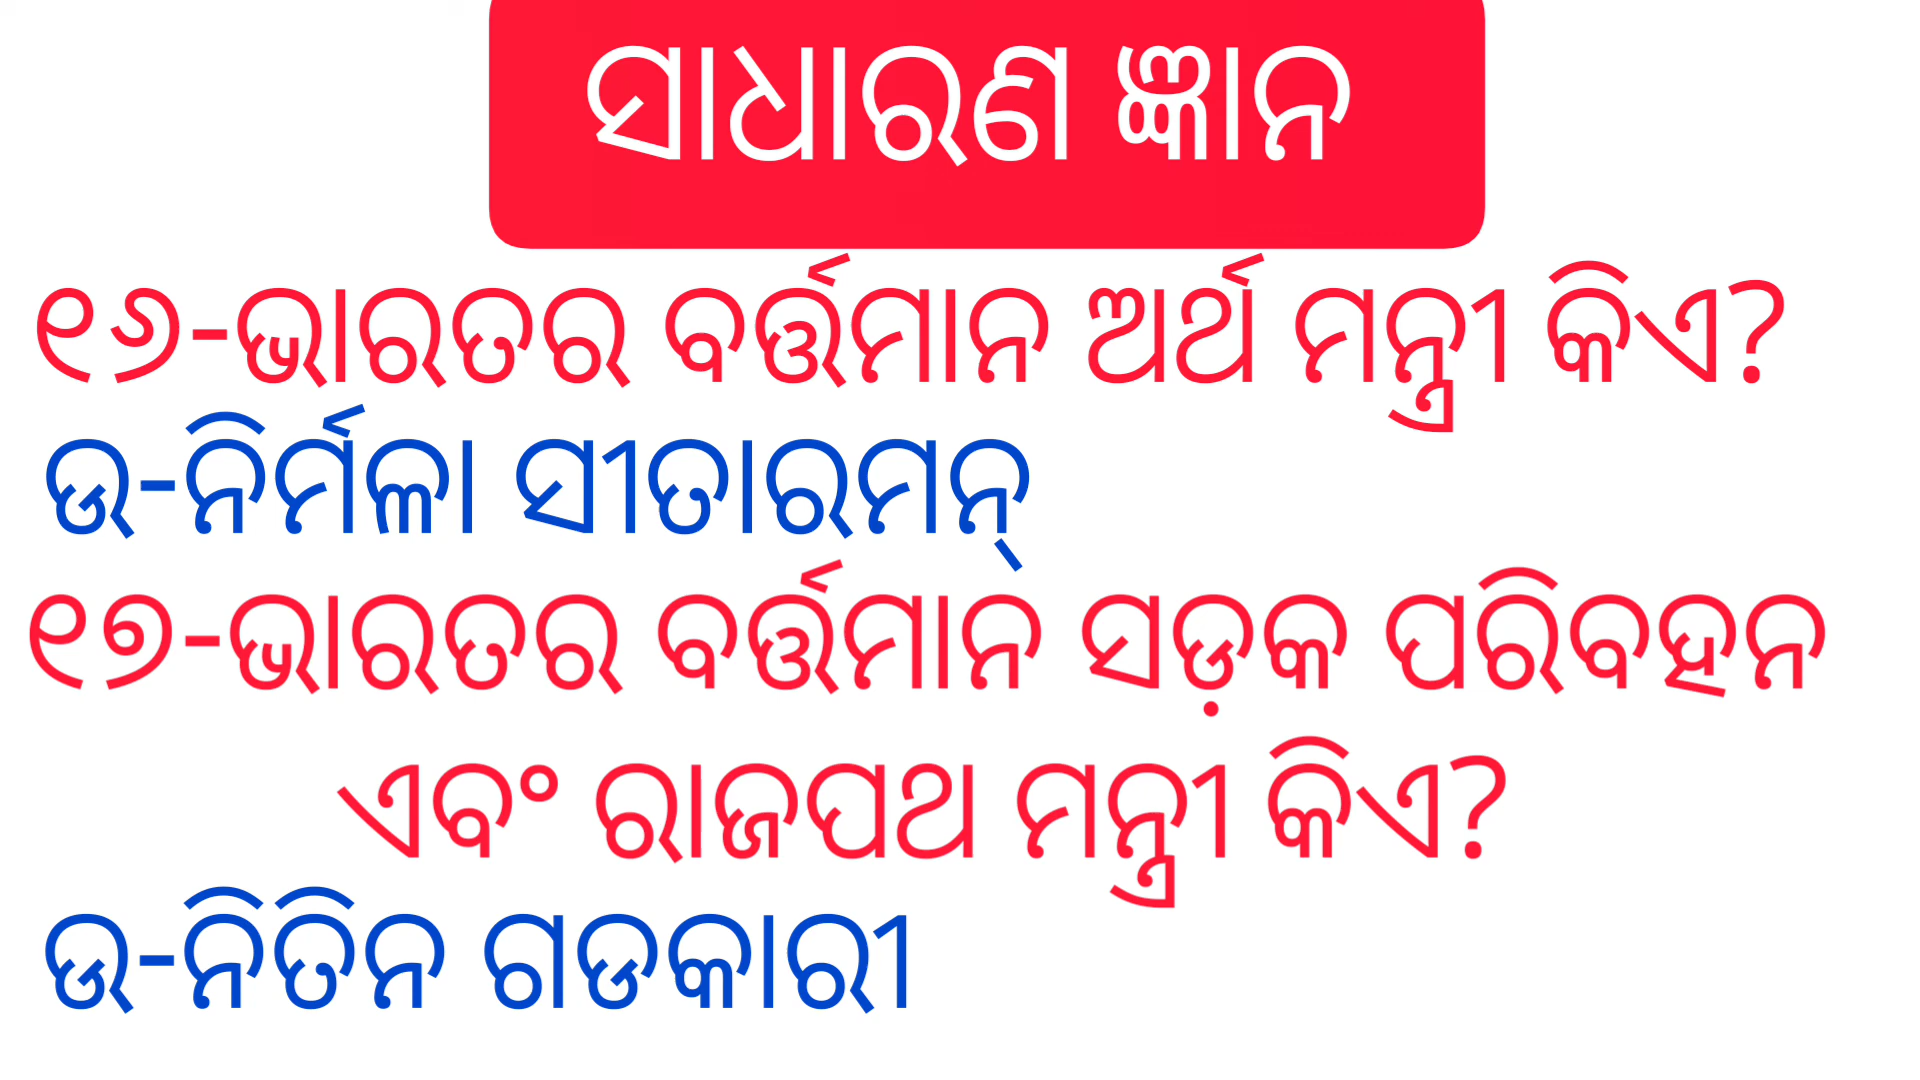 ସାଧାରଣ ଜ୍ଞାନ
୧୬-ଭାରତର ବର୍ତ୍ତମାନ ଅର୍ଥ ମନ୍ତ୍ରୀ କିଏ?
ଉ-ନିର୍ମଳା ସୀତାରମନ୍
୧୭-ଭାରତର ବର୍ତ୍ତମାନ ସଡ଼କ ପରିବହନ
ଏବଂ ରାଜପଥ ମନ୍ତ୍ରୀ କିଏ?
ଉ-ନିତିନ ଗଡକାରୀ